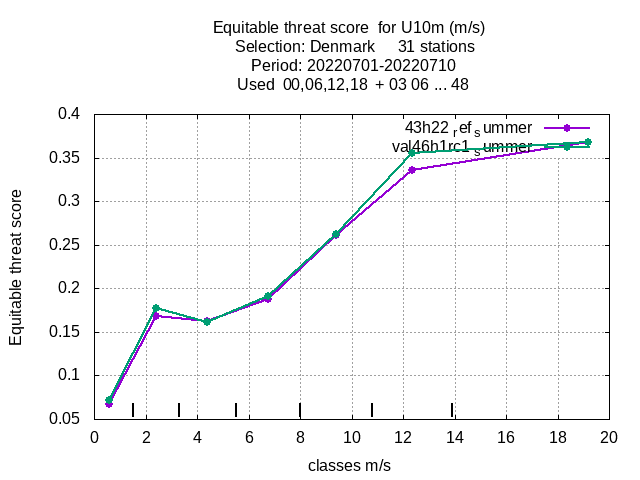 Equitable threat score for U10m (m/s)
Selection: Denmark 31 stations
Period: 20220701-20220710
Used 00,06,12,18 + 03 06 ... 48
43h22refsummer
val46h1rc1summer
0.4
0.35
0.3
0.25
0.2
0.15
0.1
0.05
0 2 4 6 8 10 12 14 16 18 20
Equitable threat score
classes m/s